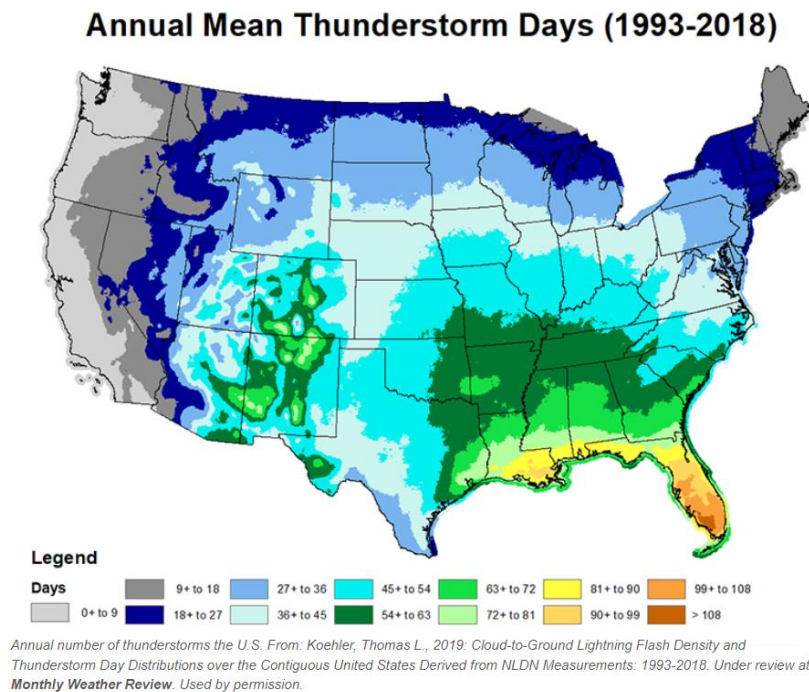 Annual Mean Thunderstorm Days (1993-2018)
Legend
Days
0+ to 9
9+ to 18
18+ to 27
27+ to 36
36+ to 45
45+ to 54
54+ to 63
63+ to 72
72+ to 81
81+ to 90
90+ to 99
99+ to 108
> 108
Annual number of thunderstorms the U.S. From: Koehler, Thomas L., 2019: Cloud-to-Ground Lightning Flash Density and
Thunderstorm Day Distributions over the Contiguous United States Derived from NLDN Measurements: 1993-2018. Under review at
Monthly Weather Review. Used by permission.